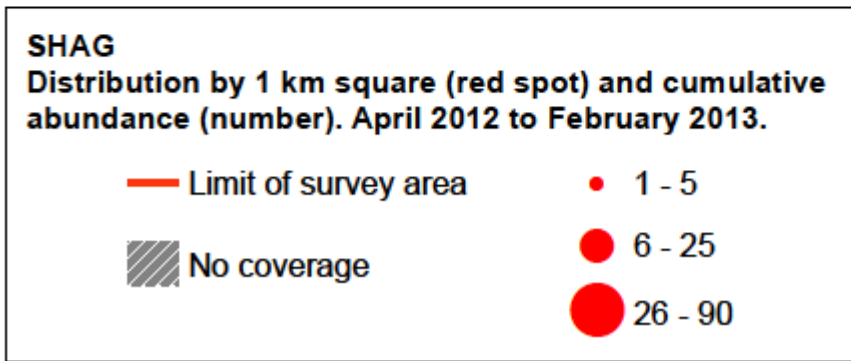 SHAG
Distribution by 1 km square (red spot) and cumulative
abundance (number). April 2012 to February 2013.
Limit of survey area
1 - 5
No coverage
6 - 25
26 - 90